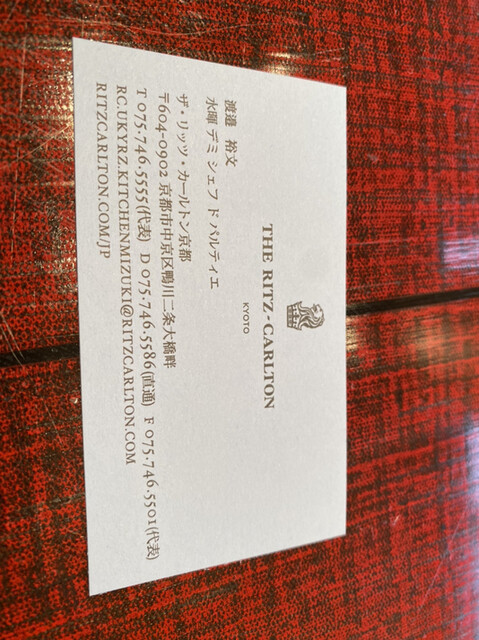 THE RITZ-CARLTON
KYOTO
渡邉 裕文
水暉 デミ シェフ ド パルティエ
ザ・リッツ・カールトン京都
〒604-0902 京都市中京区鴨川二条大橋畔
T 075·746·5555(代表) D 075·746·5586(直通) F 075·746·5501(代表)
RC.UKYRZ.KITCHENMIZUKI@RITZCARLTON.COM
RITZCARLTON.COM/JP